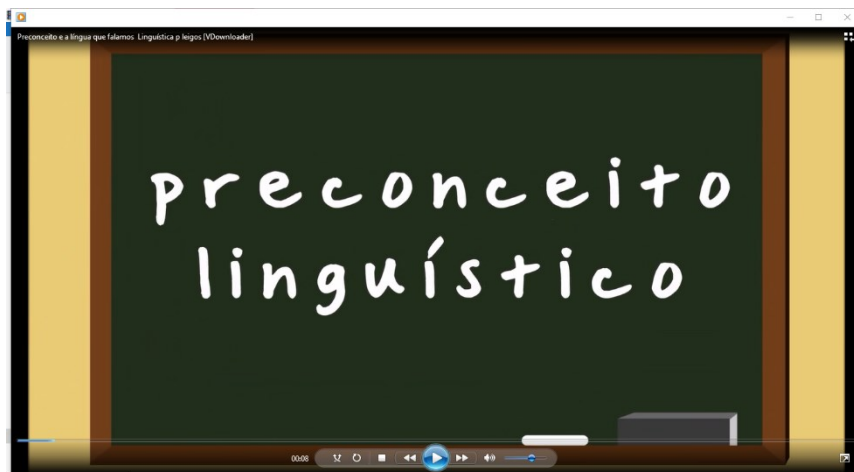 Preconceito e a língua que falamos Linguística p leigos [VDownloader]
preconceito
linguístico
00:08